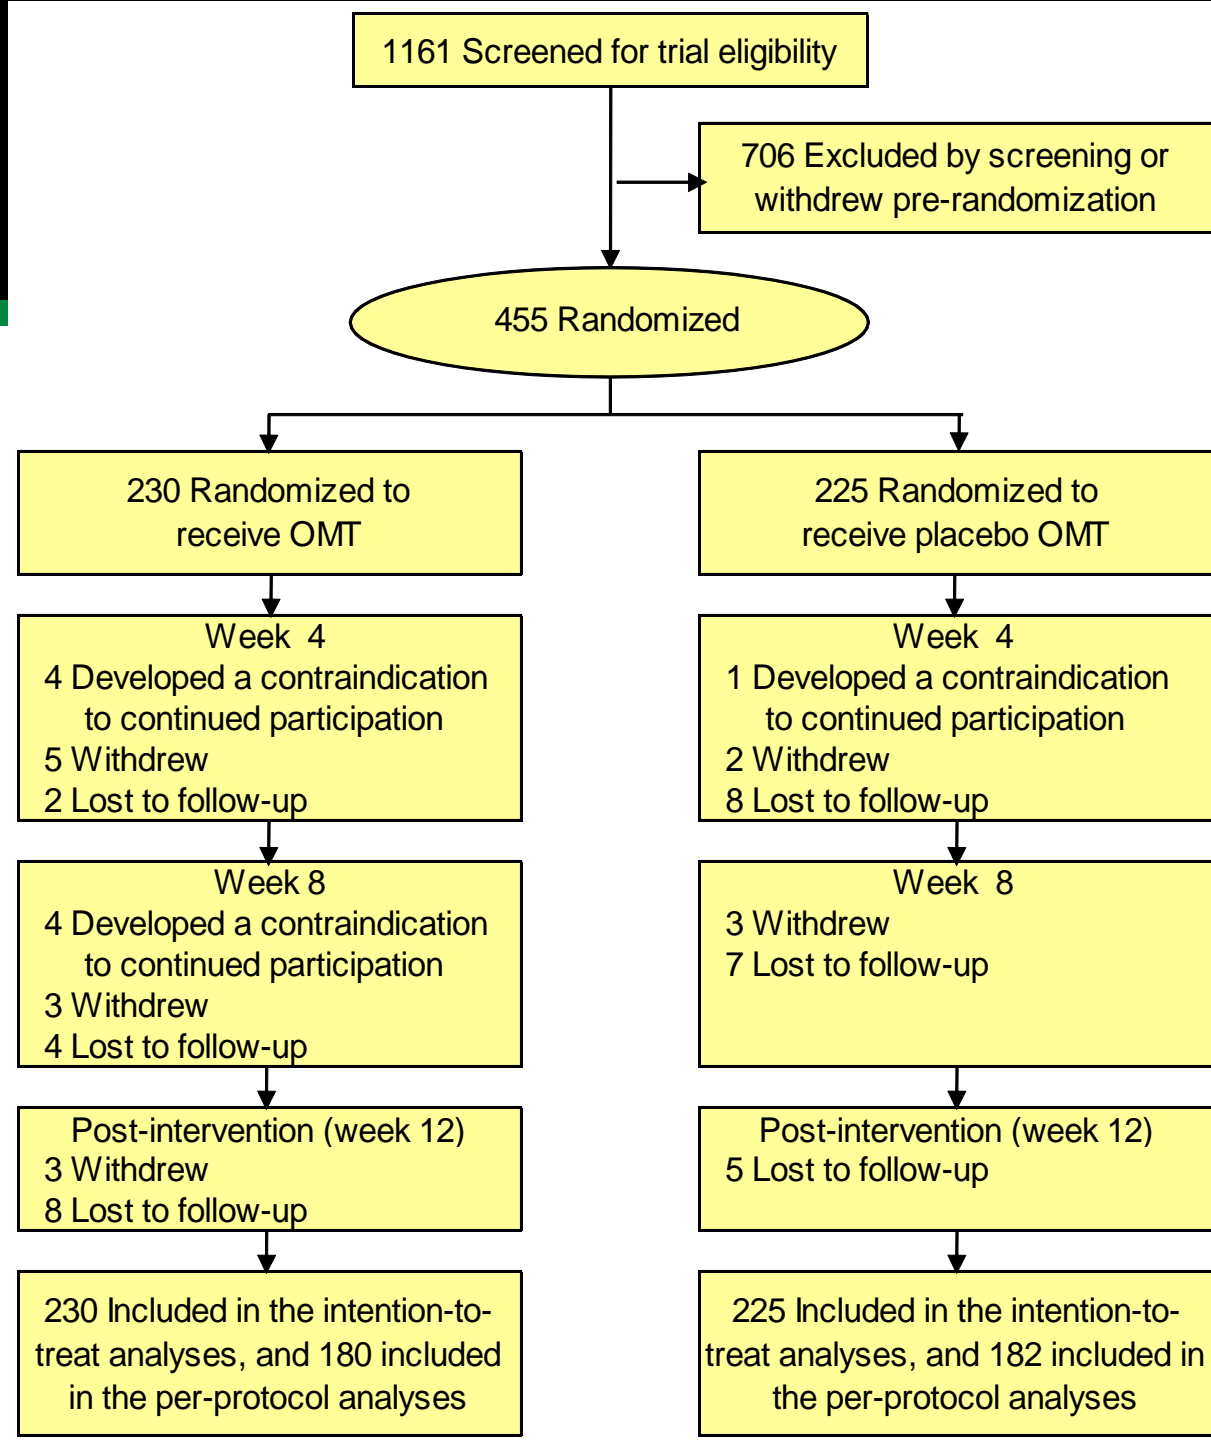 1161 Screened for trial eligibility
706 Excluded by screening or
withdrew pre-randomization
455 Randomized
230 Randomized to
receive OMT
225 Randomized to
receive placebo OMT
Week 4
4 Developed a contraindication
to continued participation
5 Withdrew
2 Lost to follow-up
Week 4
1 Developed a contraindication
to continued participation
2 Withdrew
8 Lost to follow-up
Week 8
4 Developed a contraindication
to continued participation
3 Withdrew
4 Lost to follow-up
Week 8
3 Withdrew
7 Lost to follow-up
Post-intervention (week 12)
3 Withdrew
8 Lost to follow-up
Post-intervention (week 12)
5 Lost to follow-up
230 Included in the intention-to-
treat analyses, and 180 included
in the per-protocol analyses
225 Included in the intention-to-
treat analyses, and 182 included in
the per-protocol analyses